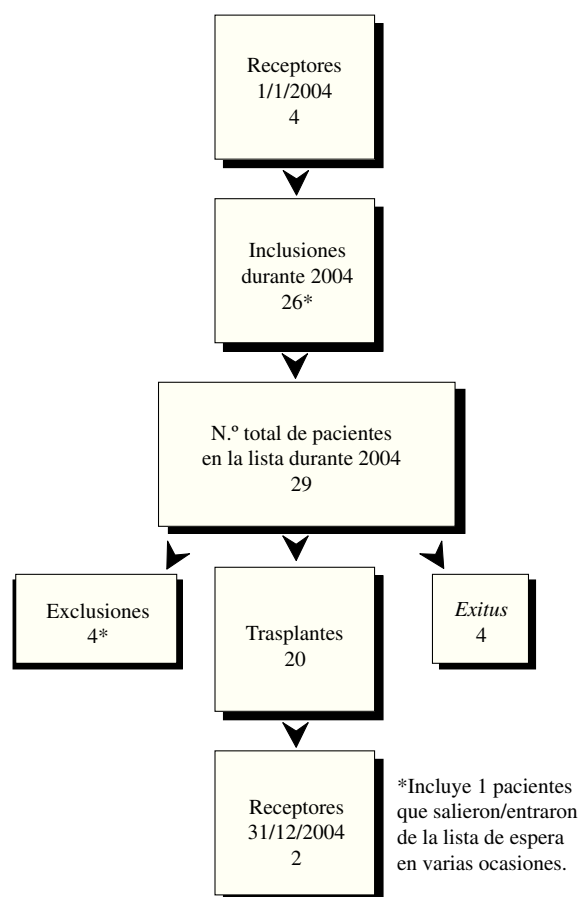 Receptores
1/1/2004
4
Inclusiones
durante 2004
26*
N.º total de pacientes
en la lista durante 2004
29
Exclusiones
4*
Trasplantes
20
Exitus
4
Receptores
31/12/2004
2
*Incluye 1 pacientes
que salieron/entraron
de la lista de espera
en varias ocasiones.